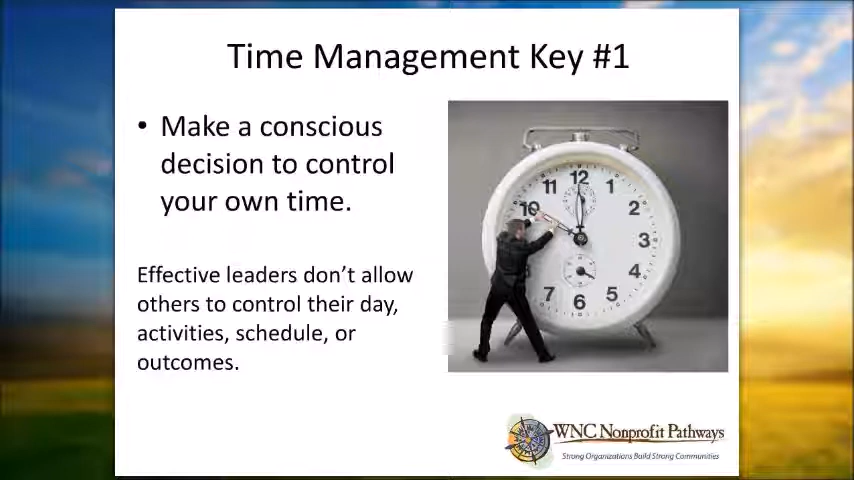 Time Management Key #1
• Make a conscious
decision to control
your own time.
Effective leaders don't allow
others to control their day,
activities, schedule, or
outcomes.
12
11
1
10
2
3
4
7
5
6
WNC Nonprofit Pathways
Strong Organizations Build Strong Communities